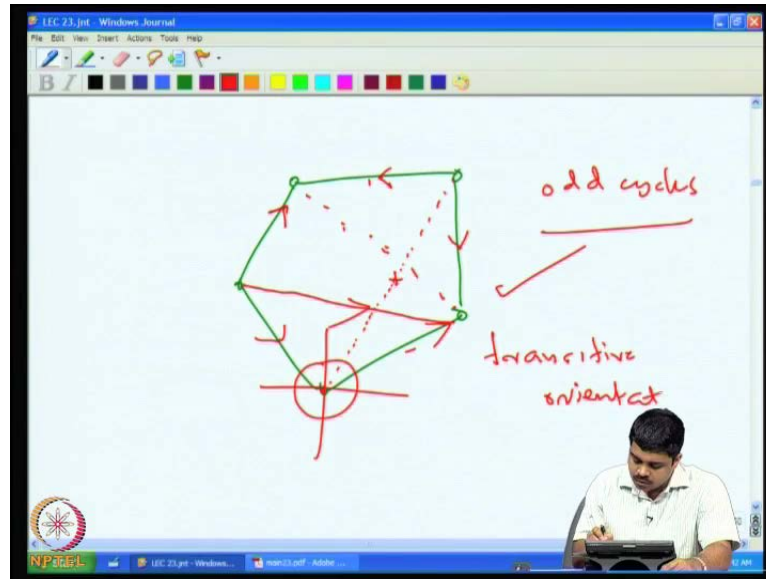 LEC 23.jnt - Windows Journal
File Edit View Insert Actions Tools Help
B I
odd cycles
transitive
orientat
NPTEL
LEC 23.jnt - Windows...
main23.pdf - Adobe ...